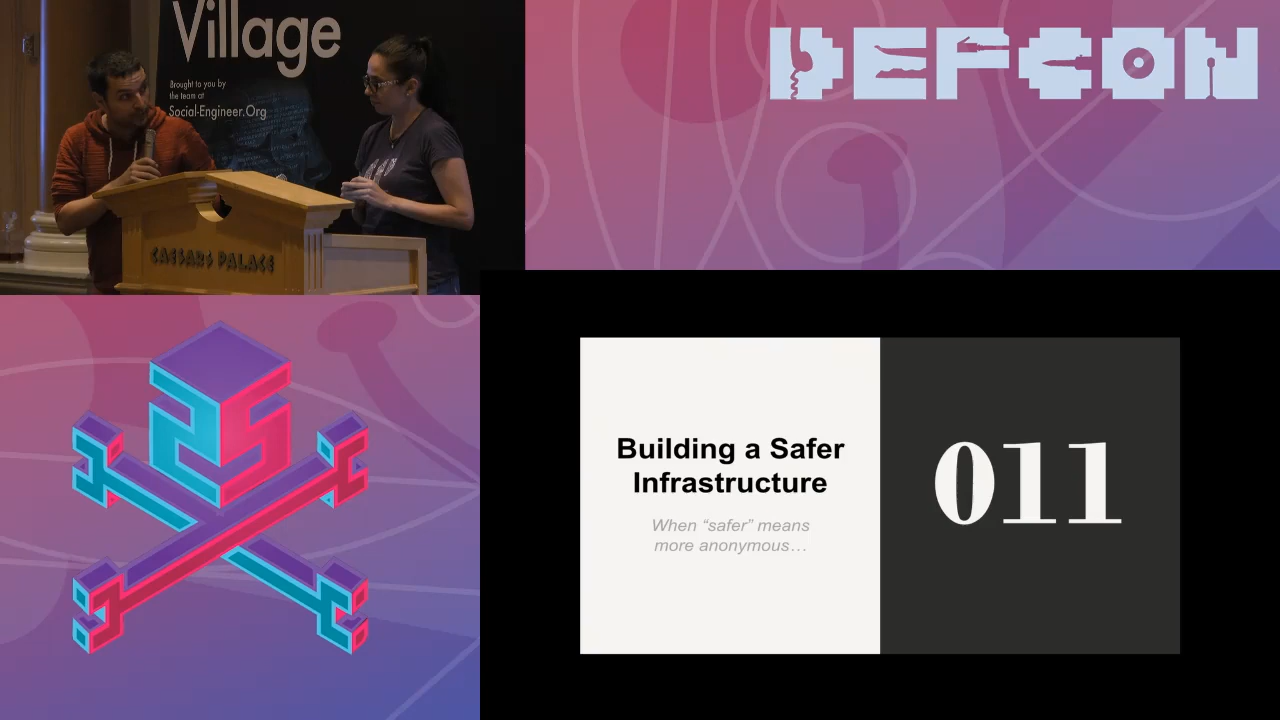 Village
Brought to you by
the team at
Social-Engineer.Org
CAESARS PALACE
DEFCON
Building a Safer
Infrastructure
When “safer” means
more anonymous…
011